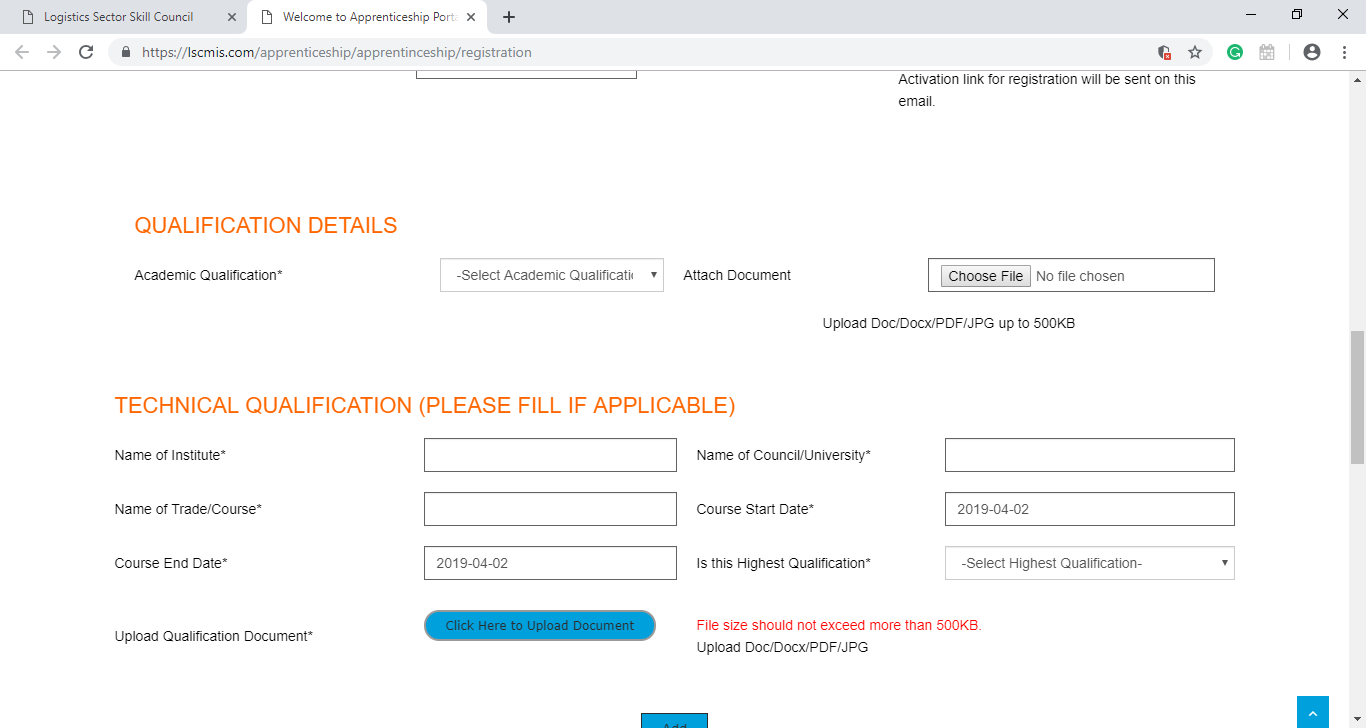 Logistics Sector Skill Council
Welcome to Apprenticeship Porta
https://lscmis.com/apprenticeship/apprentinceship/registration
Activation link for registration will be sent on this
email.
QUALIFICATION DETAILS
Academic Qualification*
-Select Academic Qualificatic
Attach Document
Choose File No file chosen
Upload Doc/Docx/PDF/JPG up to 500KB
TECHNICAL QUALIFICATION (PLEASE FILL IF APPLICABLE)
Name of Institute*
Name of Council/University*
Name of Trade/Course*
Course Start Date*
2019-04-02
Course End Date*
2019-04-02
Is this Highest Qualification*
-Select Highest Qualification-
Upload Qualification Document*
Click Here to Upload Document
File size should not exceed more than 500KB.
Upload Doc/Docx/PDF/JPG
Add